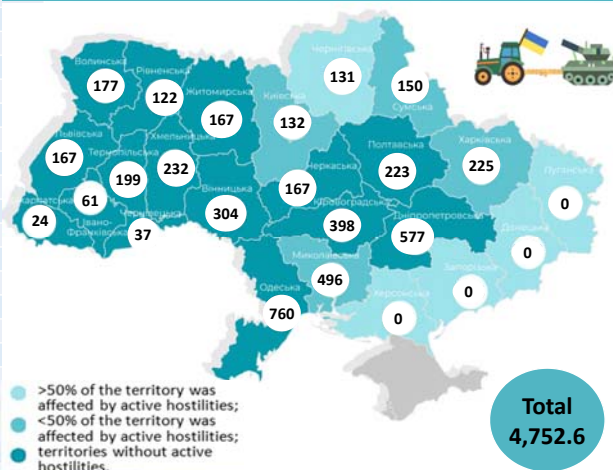 Чернігівська
131
150
Сумська
Волинська
177
Рівненська
122
Житомирська
167
Київська
132
Львівська
167
Тернопільська
199
Хмельницька
232
Вінницька
304
Черкаська
167
Полтавська
223
Харківська
225
Луганська
0
карпатська
24
61
Івано-
Франківська
Чернівецька
37
Кіровоградська
398
Дніпропетровська
577
Донецька
0
Миколаївська
496
Запорізька
0
Херсонська
0
Одеська
760
>50% of the territory was
affected by active hostilities;
<50% of the territory was
affected by active hostilities;
territories without active
hostilities.
Total
4,752.6